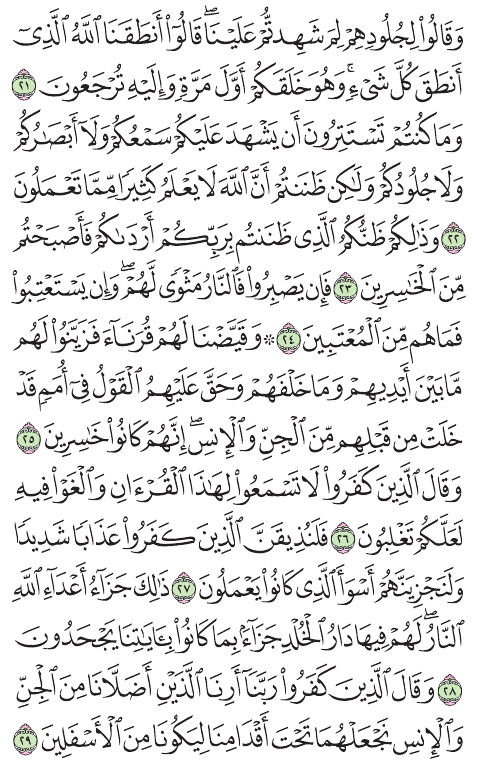 وَقَالُوا۟ لِجُلُودِهِمْ لِمَ شَهِدتُّمْ عَلَيْنَا ۖ قَالُوٓا۟ أَنطَقَنَا ٱللَّهُ ٱلَّذِىٓ
أَنطَقَ كُلَّ شَىْءٍۢ ۚ وَهُوَ خَلَقَكُمْ أَوَّلَ مَرَّةٍۢ وَإِلَيْهِ تُرْجَعُونَ ٢١
وَمَا كُنتُمْ تَسْتَتِرُونَ أَن يَشْهَدَ عَلَيْكُمْ سَمْعُكُمْ وَلَآ أَبْصَـٰرُكُمْ
وَلَا جُلُودُكُمْ وَلَـٰكِن ظَنَنتُمْ أَنَّ ٱللَّهَ لَا يَعْلَمُ كَثِيرًۭا مِّمَّا تَعْمَلُونَ
٢٢ وَذَٰلِكُمْ ظَنُّكُمُ ٱلَّذِى ظَنَنتُم بِرَبِّكُمْ أَرْدَىٰكُمْ فَأَصْبَحْتُم
مِّنَ ٱلْخَـٰسِرِينَ ٢٣ فَإِن يَصْبِرُوا۟ فَٱلنَّارُ مَثْوًۭى لَّهُمْ ۖ وَإِن يَسْتَعْتِبُوا۟
فَمَا هُم مِّنَ ٱلْمُعْتَبِينَ ٢٤ ۞ وَقَيَّضْنَا لَهُمْ قُرَنَآءَ فَزَيَّنُوا۟ لَهُم
مَّا بَيْنَ أَيْدِيهِمْ وَمَا خَلْفَهُمْ وَحَقَّ عَلَيْهِمُ ٱلْقَوْلُ فِىٓ أُمَمٍۢ قَدْ
خَلَتْ مِن قَبْلِهِم مِّنَ ٱلْجِنِّ وَٱلْإِنسِ ۖ إِنَّهُمْ كَانُوا۟ خَـٰسِرِينَ ٢٥
وَقَالَ ٱلَّذِينَ كَفَرُوا۟ لَا تَسْمَعُوا۟ لِهَـٰذَا ٱلْقُرْءَانِ وَٱلْغَوْا۟ فِيهِ
لَعَلَّكُمْ تَغْلِبُونَ ٢٦ فَلَنُذِيقَنَّ ٱلَّذِينَ كَفَرُوا۟ عَذَابًۭا شَدِيدًۭا
وَلَنَجْزِيَنَّهُمْ أَسْوَأَ ٱلَّذِى كَانُوا۟ يَعْمَلُونَ ٢٧ ذَٰلِكَ جَزَآءُ أَعْدَآءِ ٱللَّهِ
ٱلنَّارُ ۖ لَهُمْ فِيهَا دَارُ ٱلْخُلْدِ ۖ جَزَآءًۢ بِمَا كَانُوا۟ بِـَٔايَـٰتِنَا يَجْحَدُونَ
٢٨ وَقَالَ ٱلَّذِينَ كَفَرُوا۟ رَبَّنَآ أَرِنَا ٱلَّذَيْنِ أَضَلَّانَا مِنَ ٱلْجِنِّ
وَٱلْإِنسِ نَجْعَلْهُمَا تَحْتَ أَقْدَامِنَا لِيَكُونَا مِنَ ٱلْأَسْفَلِينَ ٢٩